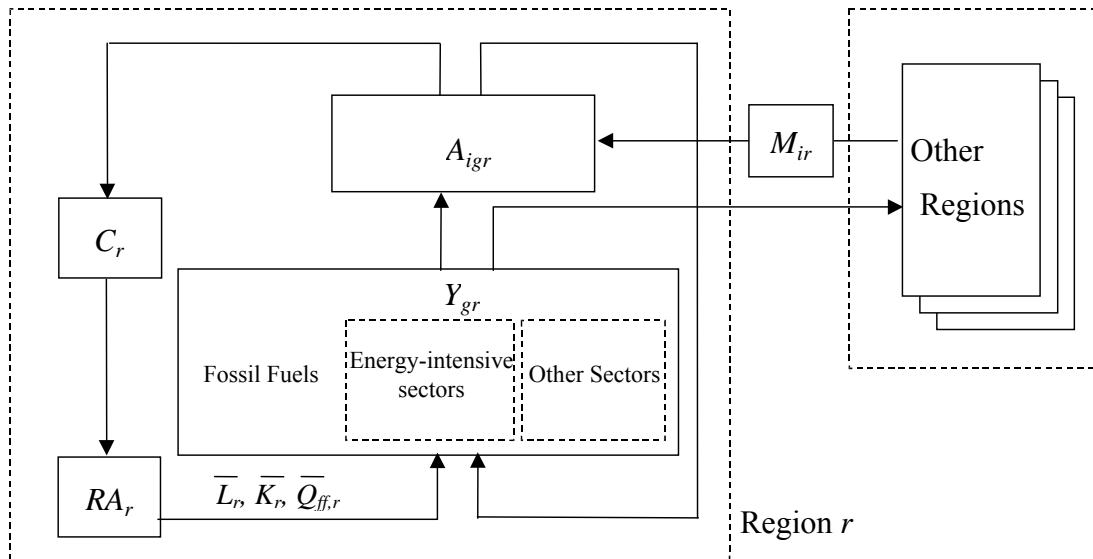 A_igr
M_ir
Other
Regions
C_r
Y_gr
Fossil Fuels
Energy-intensive
sectors
Other Sectors
RA_r
L̅_r, K̅_r, Q̅_ff,r
Region r